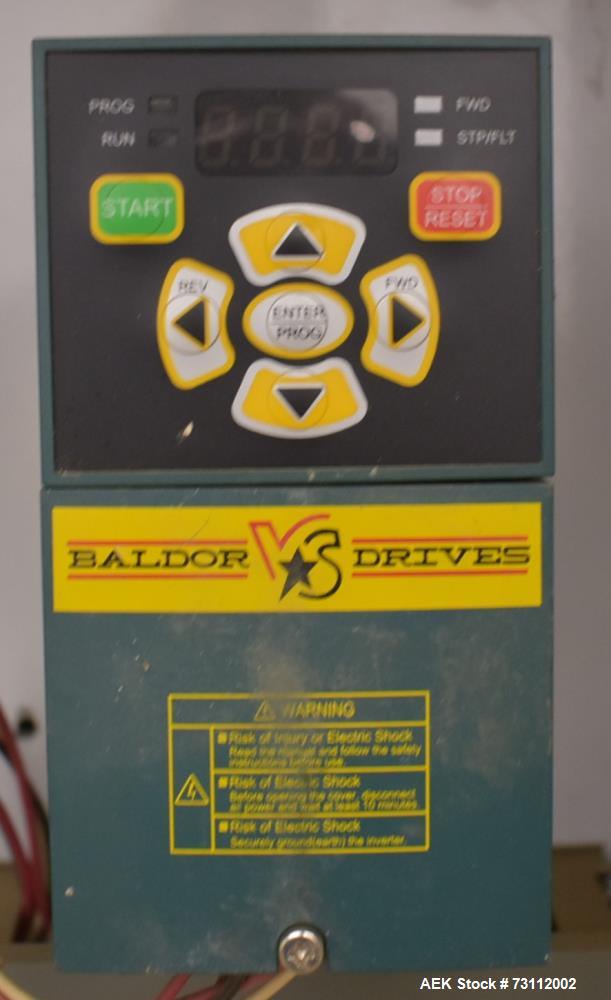 PROG
FWD
RUN
STP/FLT
START
STOP
RESET
REV
FWD
ENTER
PROG
BALDOR VS DRIVES
WARNING
Risk of Injury or Electric Shock
Read the manual and follow the safety
instructions before use.
Risk of Electric Shock
Before opening the cover, disconnect
all power and wait at least 10 minutes.
Risk of Electric Shock
Securely ground(earth) the inverter.
AEK Stock #73112002